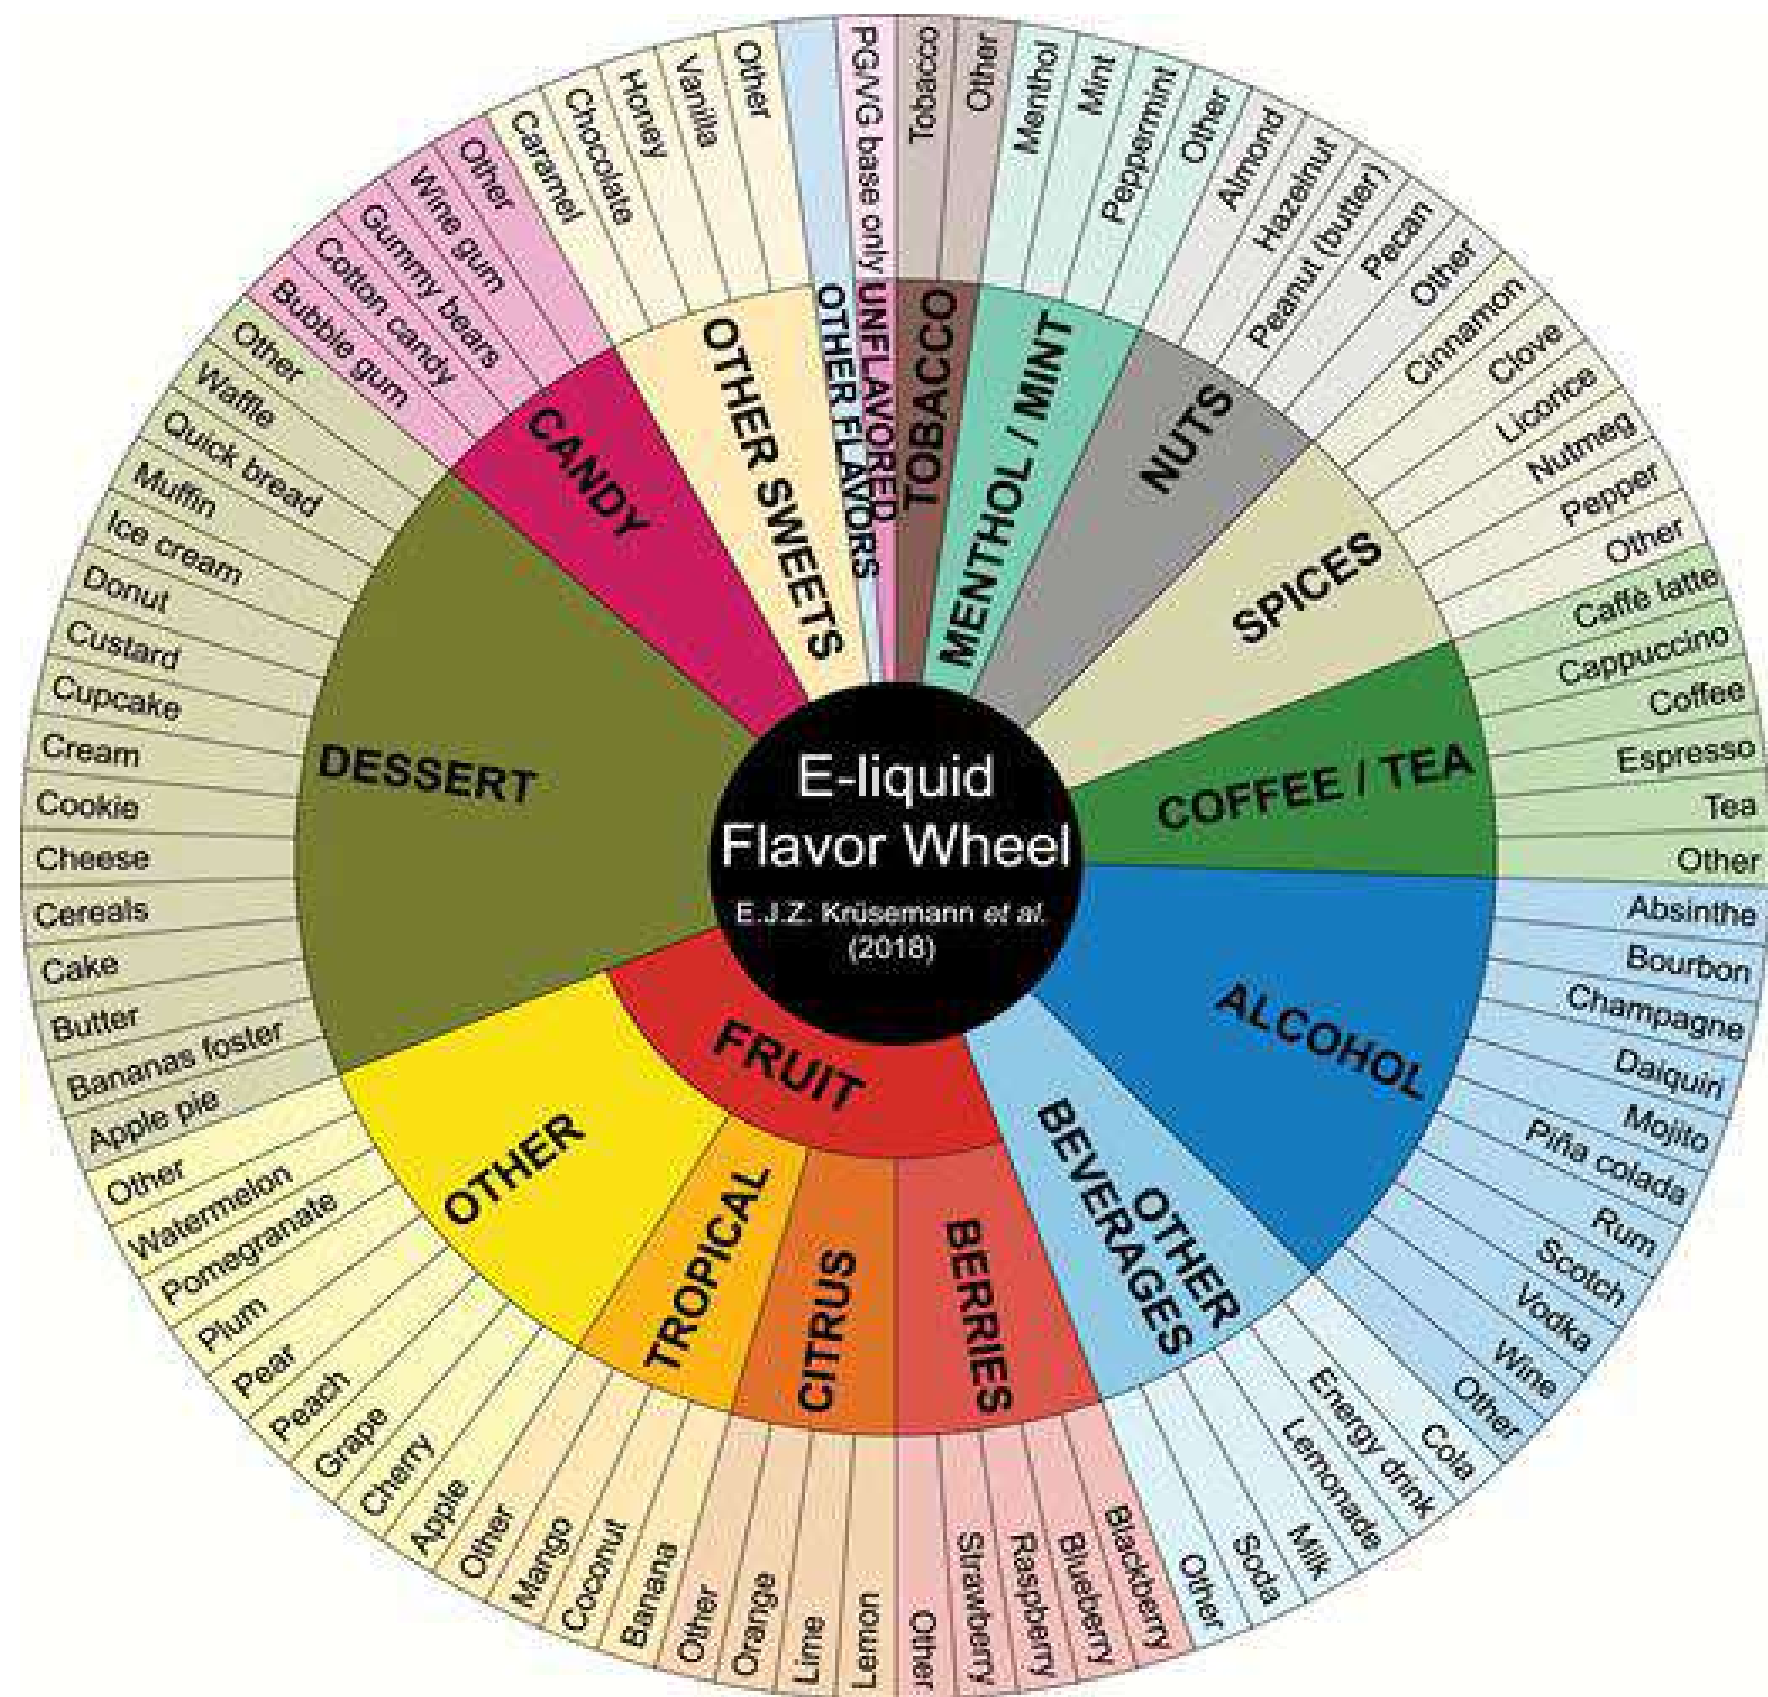 E-liquid
Flavor Wheel
E.J.Z. Krüsemann et al.
(2018)
TOBACCO
Tobacco
Other
MENTHOL / MINT
Menthol
Mint
Peppermint
Other
NUTS
Almond
Hazelnut
Peanut (butter)
Pecan
Other
SPICES
Cinnamon
Clove
Licorice
Nutmeg
Pepper
Other
COFFEE / TEA
Caffè latte
Cappuccino
Coffee
Espresso
Tea
Other
ALCOHOL
Absinthe
Bourbon
Champagne
Daiquiri
Mojito
Piña colada
Rum
Scotch
Vodka
Wine
Other
OTHER
BEVERAGES
Cola
Energy drink
Lemonade
Milk
Soda
Other
FRUIT
BERRIES
Blackberry
Blueberry
Raspberry
Strawberry
Other
CITRUS
Lemon
Lime
Orange
Other
TROPICAL
Banana
Coconut
Mango
Other
OTHER
Apple
Cherry
Grape
Peach
Pear
Plum
Pomegranate
Watermelon
Other
DESSERT
Apple pie
Bananas foster
Butter
Cake
Cereals
Cheese
Cookie
Cream
Cupcake
Custard
Donut
Ice cream
Muffin
Quick bread
Waffle
Other
CANDY
Bubble gum
Cotton candy
Gummy bears
Wine gum
Other
OTHER SWEETS
Caramel
Chocolate
Honey
Vanilla
Other
OTHER FLAVORS
UNFLAVORED
PG/VG base only